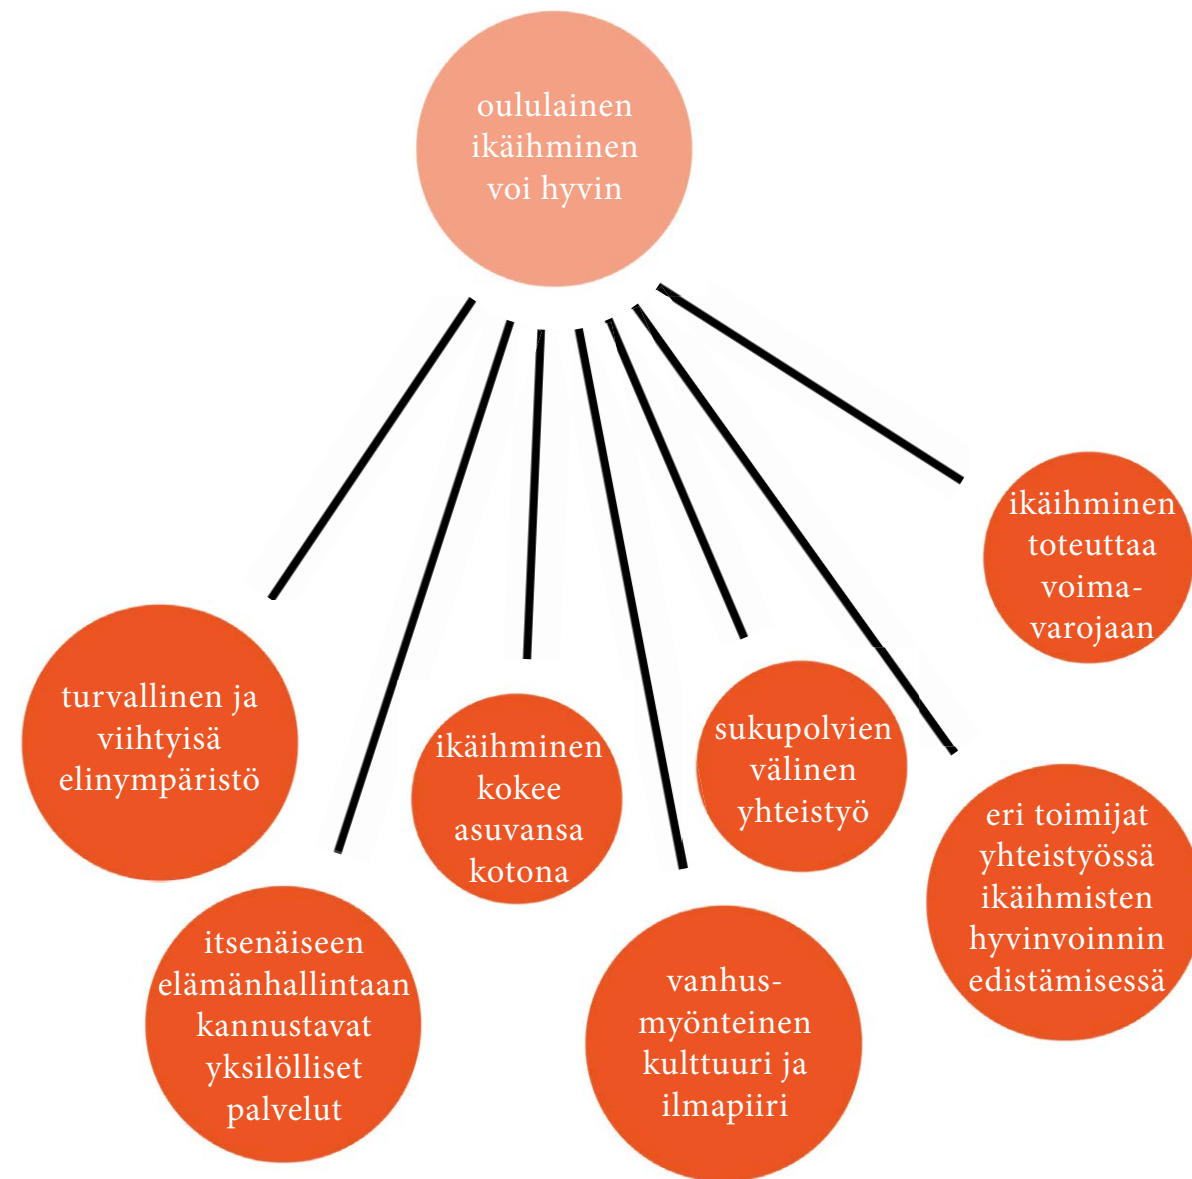 oululainen
ikäihminen
voi hyvin
ikäihminen
toteuttaa
voima-
varojaan
turvallinen ja
viihtyisä
elinympäristö
ikäihminen
kokee
asuvansa
kotona
sukupolvien
välinen
yhteistyö
eri toimijat
yhteistyössä
ikäihmisten
hyvinvoinnin
edistämisessä
itsenäiseen
elämänhallintaan
kannustavat
yksilölliset
palvelut
vanhus-
myönteinen
kulttuuri ja
ilmapiiri